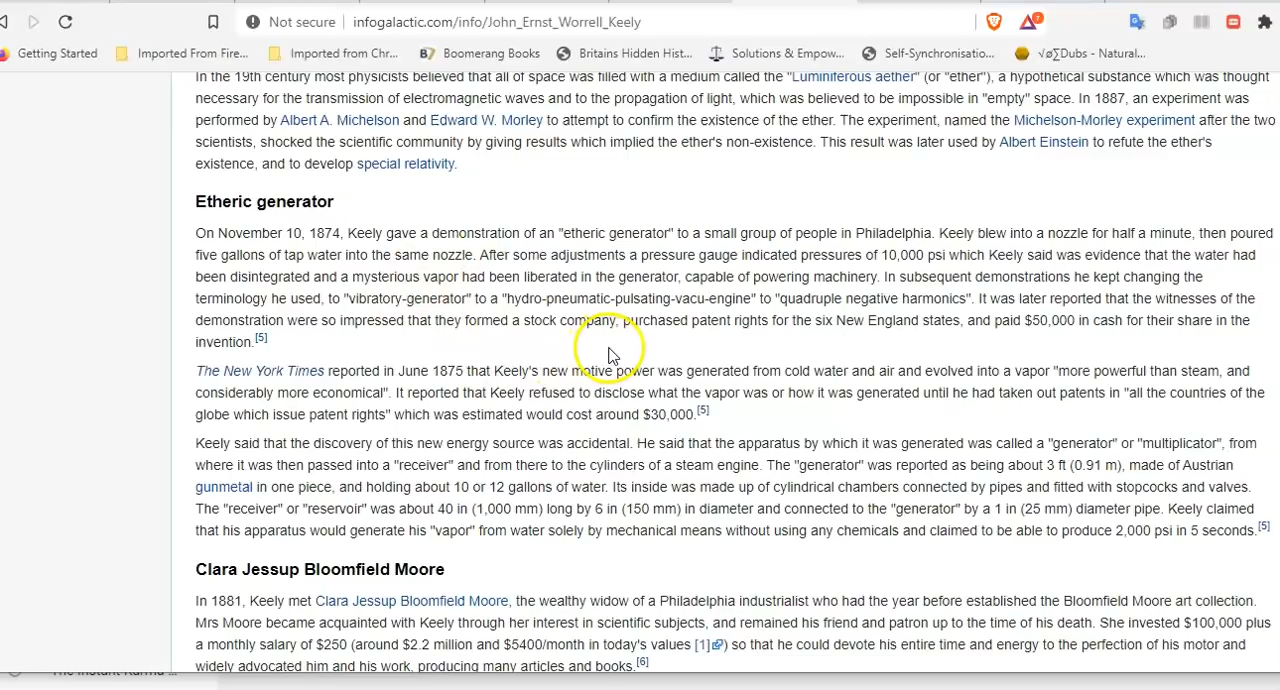 Not secure infogalactic.com/info/John_Ernst_Worrell_Keely 7
Getting Started Imported From Fire... Imported from Chr... B7 Boomerang Books Britains Hidden Hist... Solutions & Empow... Self-Synchronisatio... √ø∑Dubs - Natural...
In the 19th century most physicists believed that all of space was filled with a medium called the "Luminiferous aether" (or "ether"), a hypothetical substance which was thought
necessary for the transmission of electromagnetic waves and to the propagation of light, which was believed to be impossible in "empty" space. In 1887, an experiment was
performed by Albert A. Michelson and Edward W. Morley to attempt to confirm the existence of the ether. The experiment, named the Michelson-Morley experiment after the two
scientists, shocked the scientific community by giving results which implied the ether's non-existence. This result was later used by Albert Einstein to refute the ether's
existence, and to develop special relativity.
Etheric generator
On November 10, 1874, Keely gave a demonstration of an "etheric generator" to a small group of people in Philadelphia. Keely blew into a nozzle for half a minute, then poured
five gallons of tap water into the same nozzle. After some adjustments a pressure gauge indicated pressures of 10,000 psi which Keely said was evidence that the water had
been disintegrated and a mysterious vapor had been liberated in the generator, capable of powering machinery. In subsequent demonstrations he kept changing the
terminology he used, to "vibratory-generator" to a "hydro-pneumatic-pulsating-vacu-engine" to "quadruple negative harmonics". It was later reported that the witnesses of the
demonstration were so impressed that they formed a stock company, purchased patent rights for the six New England states, and paid $50,000 in cash for their share in the
invention.[5]
The New York Times reported in June 1875 that Keely's new motive power was generated from cold water and air and evolved into a vapor "more powerful than steam, and
considerably more economical". It reported that Keely refused to disclose what the vapor was or how it was generated until he had taken out patents in "all the countries of the
globe which issue patent rights" which was estimated would cost around $30,000.[5]
Keely said that the discovery of this new energy source was accidental. He said that the apparatus by which it was generated was called a "generator" or "multiplicator", from
where it was then passed into a "receiver" and from there to the cylinders of a steam engine. The "generator" was reported as being about 3 ft (0.91 m), made of Austrian
gunmetal in one piece, and holding about 10 or 12 gallons of water. Its inside was made up of cylindrical chambers connected by pipes and fitted with stopcocks and valves.
The "receiver" or "reservoir" was about 40 in (1,000 mm) long by 6 in (150 mm) in diameter and connected to the "generator" by a 1 in (25 mm) diameter pipe. Keely claimed
that his apparatus would generate his "vapor" from water solely by mechanical means without using any chemicals and claimed to be able to produce 2,000 psi in 5 seconds.[5]
Clara Jessup Bloomfield Moore
In 1881, Keely met Clara Jessup Bloomfield Moore, the wealthy widow of a Philadelphia industrialist who had the year before established the Bloomfield Moore art collection.
Mrs Moore became acquainted with Keely through her interest in scientific subjects, and remained his friend and patron up to the time of his death. She invested $100,000 plus
a monthly salary of $250 (around $2.2 million and $5400/month in today's values [1]) so that he could devote his entire time and energy to the perfection of his motor and
widely advocated him and his work, producing many articles and books.[6]
The Instant Karma ...